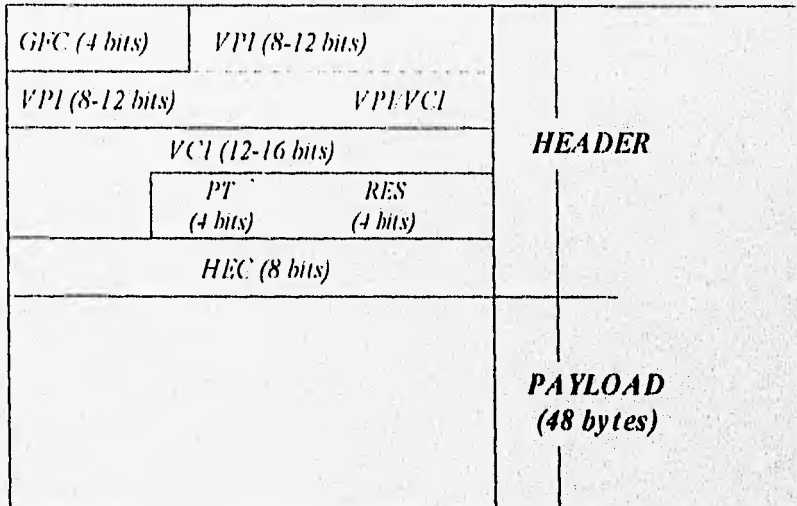 GFC (4 bits) VPI (8-12 bits)
VPI (8-12 bits) VPI/VCI
VCI (12-16 bits)
HEADER
PT RES
(4 bits) (4 bits)
HEC (8 bits)
PAYLOAD
(48 bytes)